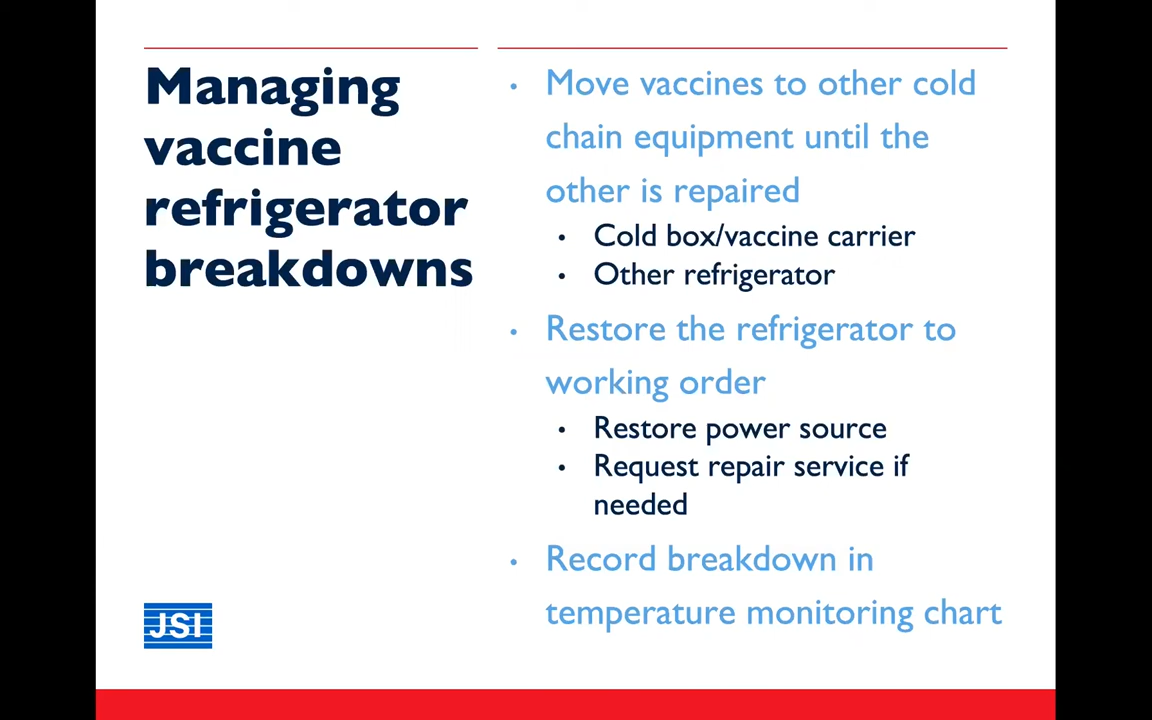 Managing
vaccine
refrigerator
breakdowns
• Move vaccines to other cold
chain equipment until the
other is repaired
• Cold box/vaccine carrier
• Other refrigerator
• Restore the refrigerator to
working order
• Restore power source
• Request repair service if
needed
• Record breakdown in
temperature monitoring chart
JSI